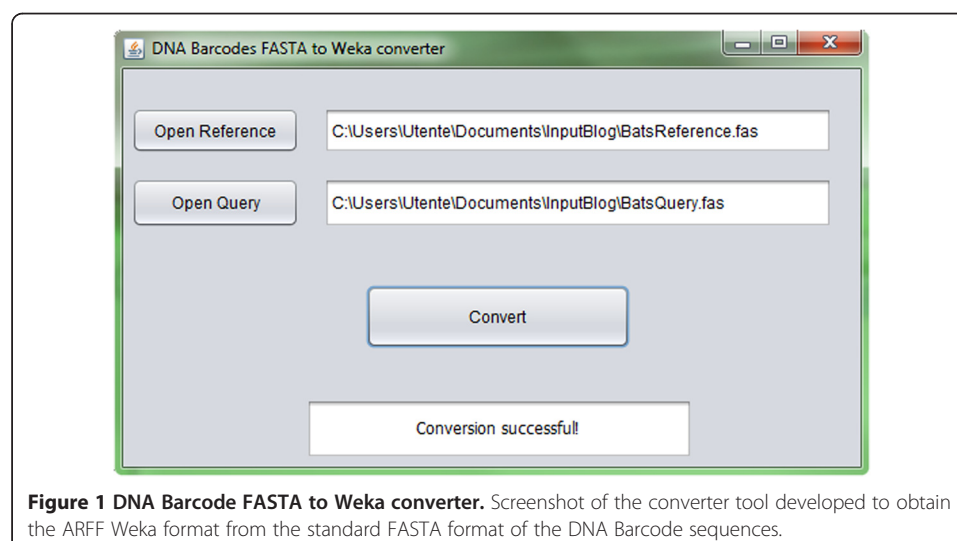 DNA Barcodes FASTA to Weka converter
Open Reference
C:\Users\Utente\Documents\InputBlog\BatsReference.fas
Open Query
C:\Users\Utente\Documents\InputBlog\BatsQuery.fas
Convert
Conversion successful!
Figure 1 DNA Barcode FASTA to Weka converter. Screenshot of the converter tool developed to obtain
the ARFF Weka format from the standard FASTA format of the DNA Barcode sequences.